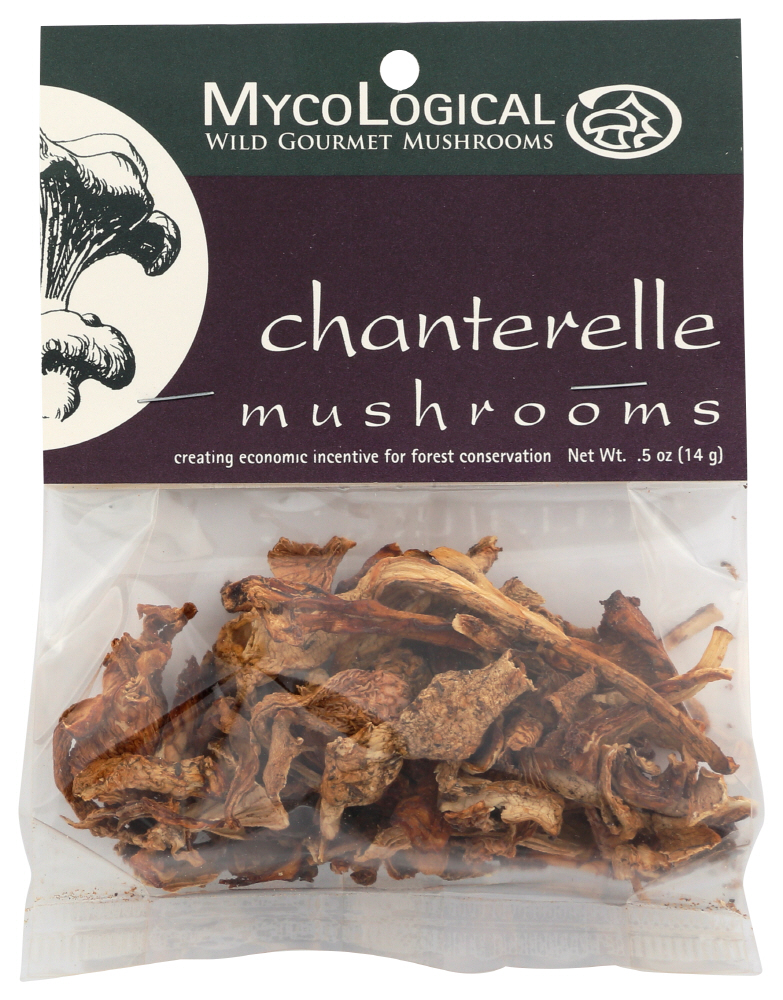 MYCOLOGICAL
WILD GOURMET MUSHROOMS
chanterelle
mushrooms
creating economic incentive for forest conservation Net Wt. .5 oz (14 g)